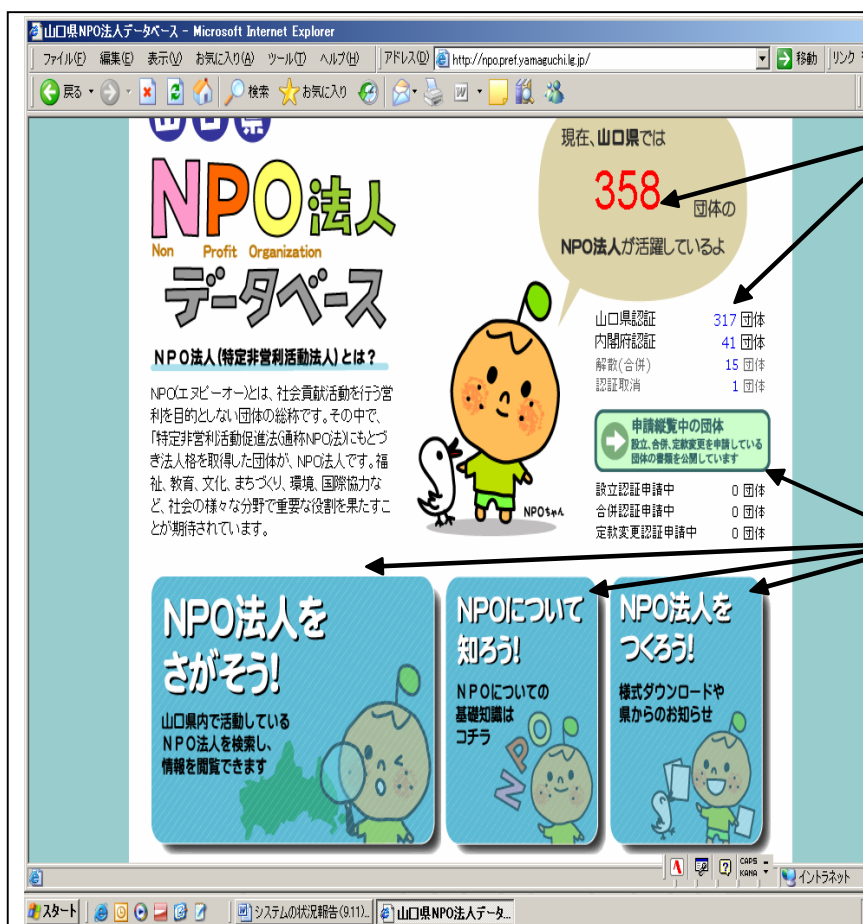 山口県NPO法人データベース - Microsoft Internet Explorer
ファイル(F) 編集(E) 表示(V) お気に入り(A) ツール(T) ヘルプ(H) アドレス(D) http://npo.pref.yamaguchi.lg.jp/ 移動 リンク
戻る 検索 お気に入り
山口県
NPO法人
Non Profit Organization
データベース
現在、山口県では
358 団体の
NPO法人が活躍しているよ
NPO法人(特定非営利活動法人)とは?
NPO(エヌピーオー)とは、社会貢献活動を行う営
利を目的としない団体の総称です。その中で、
「特定非営利活動促進法(通称NPO法)」にもとづ
き法人格を取得した団体が、NPO法人です。福
祉、教育、文化、まちづくり、環境、国際協力な
ど、社会の様々な分野で重要な役割を果たすこ
とが期待されています。
NPOちゃん
山口県認証 317 団体
内閣府認証 41 団体
解散(合併) 15 団体
認証取消 1 団体
申請縦覧中の団体
設立、合併、定款変更を申請している
団体の書類を公開しています
設立認証申請中 0 団体
合併認証申請中 0 団体
定款変更認証申請中 0 団体
NPO法人を
さがそう!
山口県内で活動している
NPO法人を検索し、
情報を閲覧できます
NPOについて
知ろう!
NPOについての
基礎知識は
コチラ
NPO
NPO法人を
つくろう!
様式ダウンロードや
県からのお知らせ
A CAPS
KANA
イントラネット
スタート システムの状況報告(9.11)... 山口県NPO法人データ...